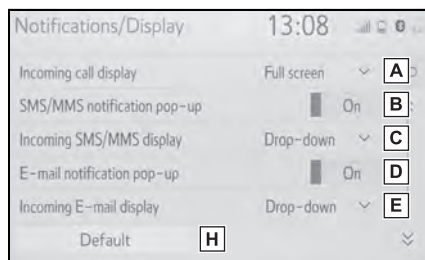 Notifications/Display 13:08
Incoming call display Full screen A
SMS/MMS notification pop-up On B
Incoming SMS/MMS display Drop-down C
E-mail notification pop-up On D
Incoming E-mail display Drop-down E
Default H